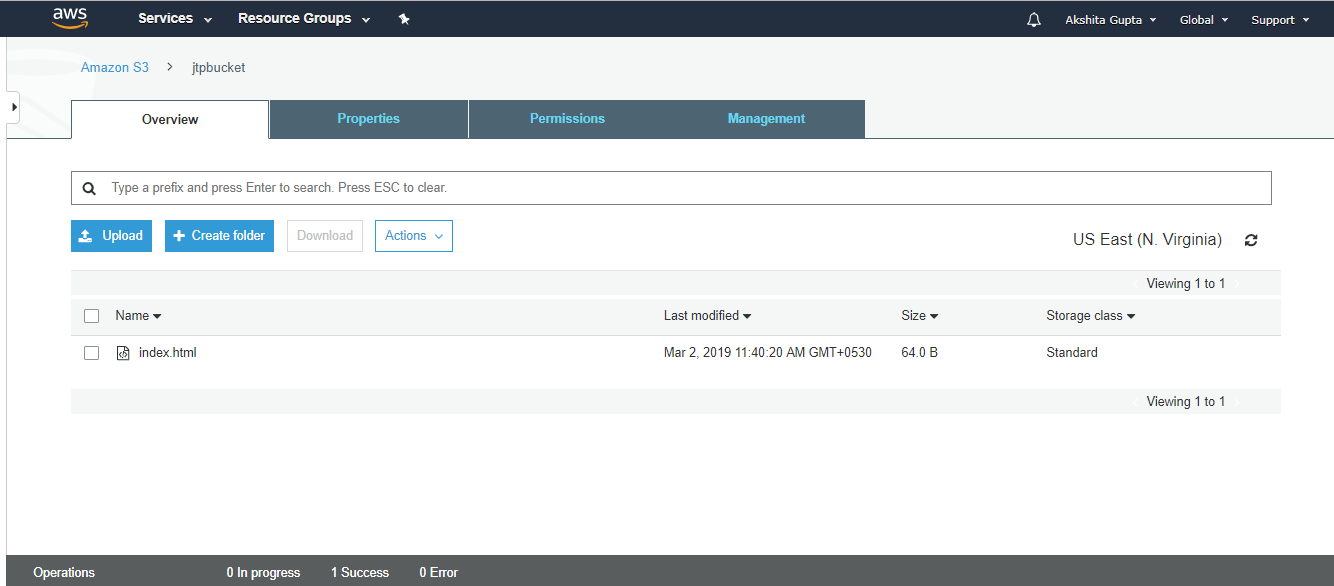 aws Services Resource Groups Akshita Gupta Global Support
Amazon S3 > jtpbucket
Overview Properties Permissions Management
Type a prefix and press Enter to search. Press ESC to clear.
Upload Create folder Download Actions US East (N. Virginia)
Viewing 1 to 1
Name Last modified Size Storage class
index.html Mar 2, 2019 11:40:20 AM GMT+0530 64.0 B Standard
Viewing 1 to 1
Operations 0 In progress 1 Success 0 Error